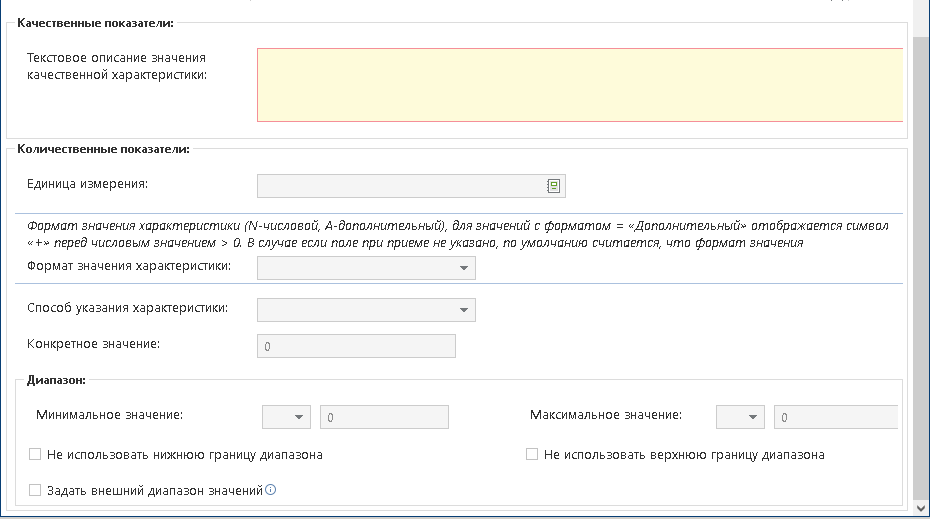 Качественные показатели:
Текстовое описание значения
качественной характеристики:
Количественные показатели:
Единица измерения:
Формат значения характеристики (N-числовой, A-дополнительный), для значений с форматом = «Дополнительный» отображается символ
«+» перед числовым значением > 0. В случае если поле при приеме не указано, по умолчанию считается, что формат значения
Формат значения характеристики:
Способ указания характеристики:
Конкретное значение: 0
Диапазон:
Минимальное значение: 0 Максимальное значение: 0
Не использовать нижнюю границу диапазона Не использовать верхнюю границу диапазона
Задать внешний диапазон значений